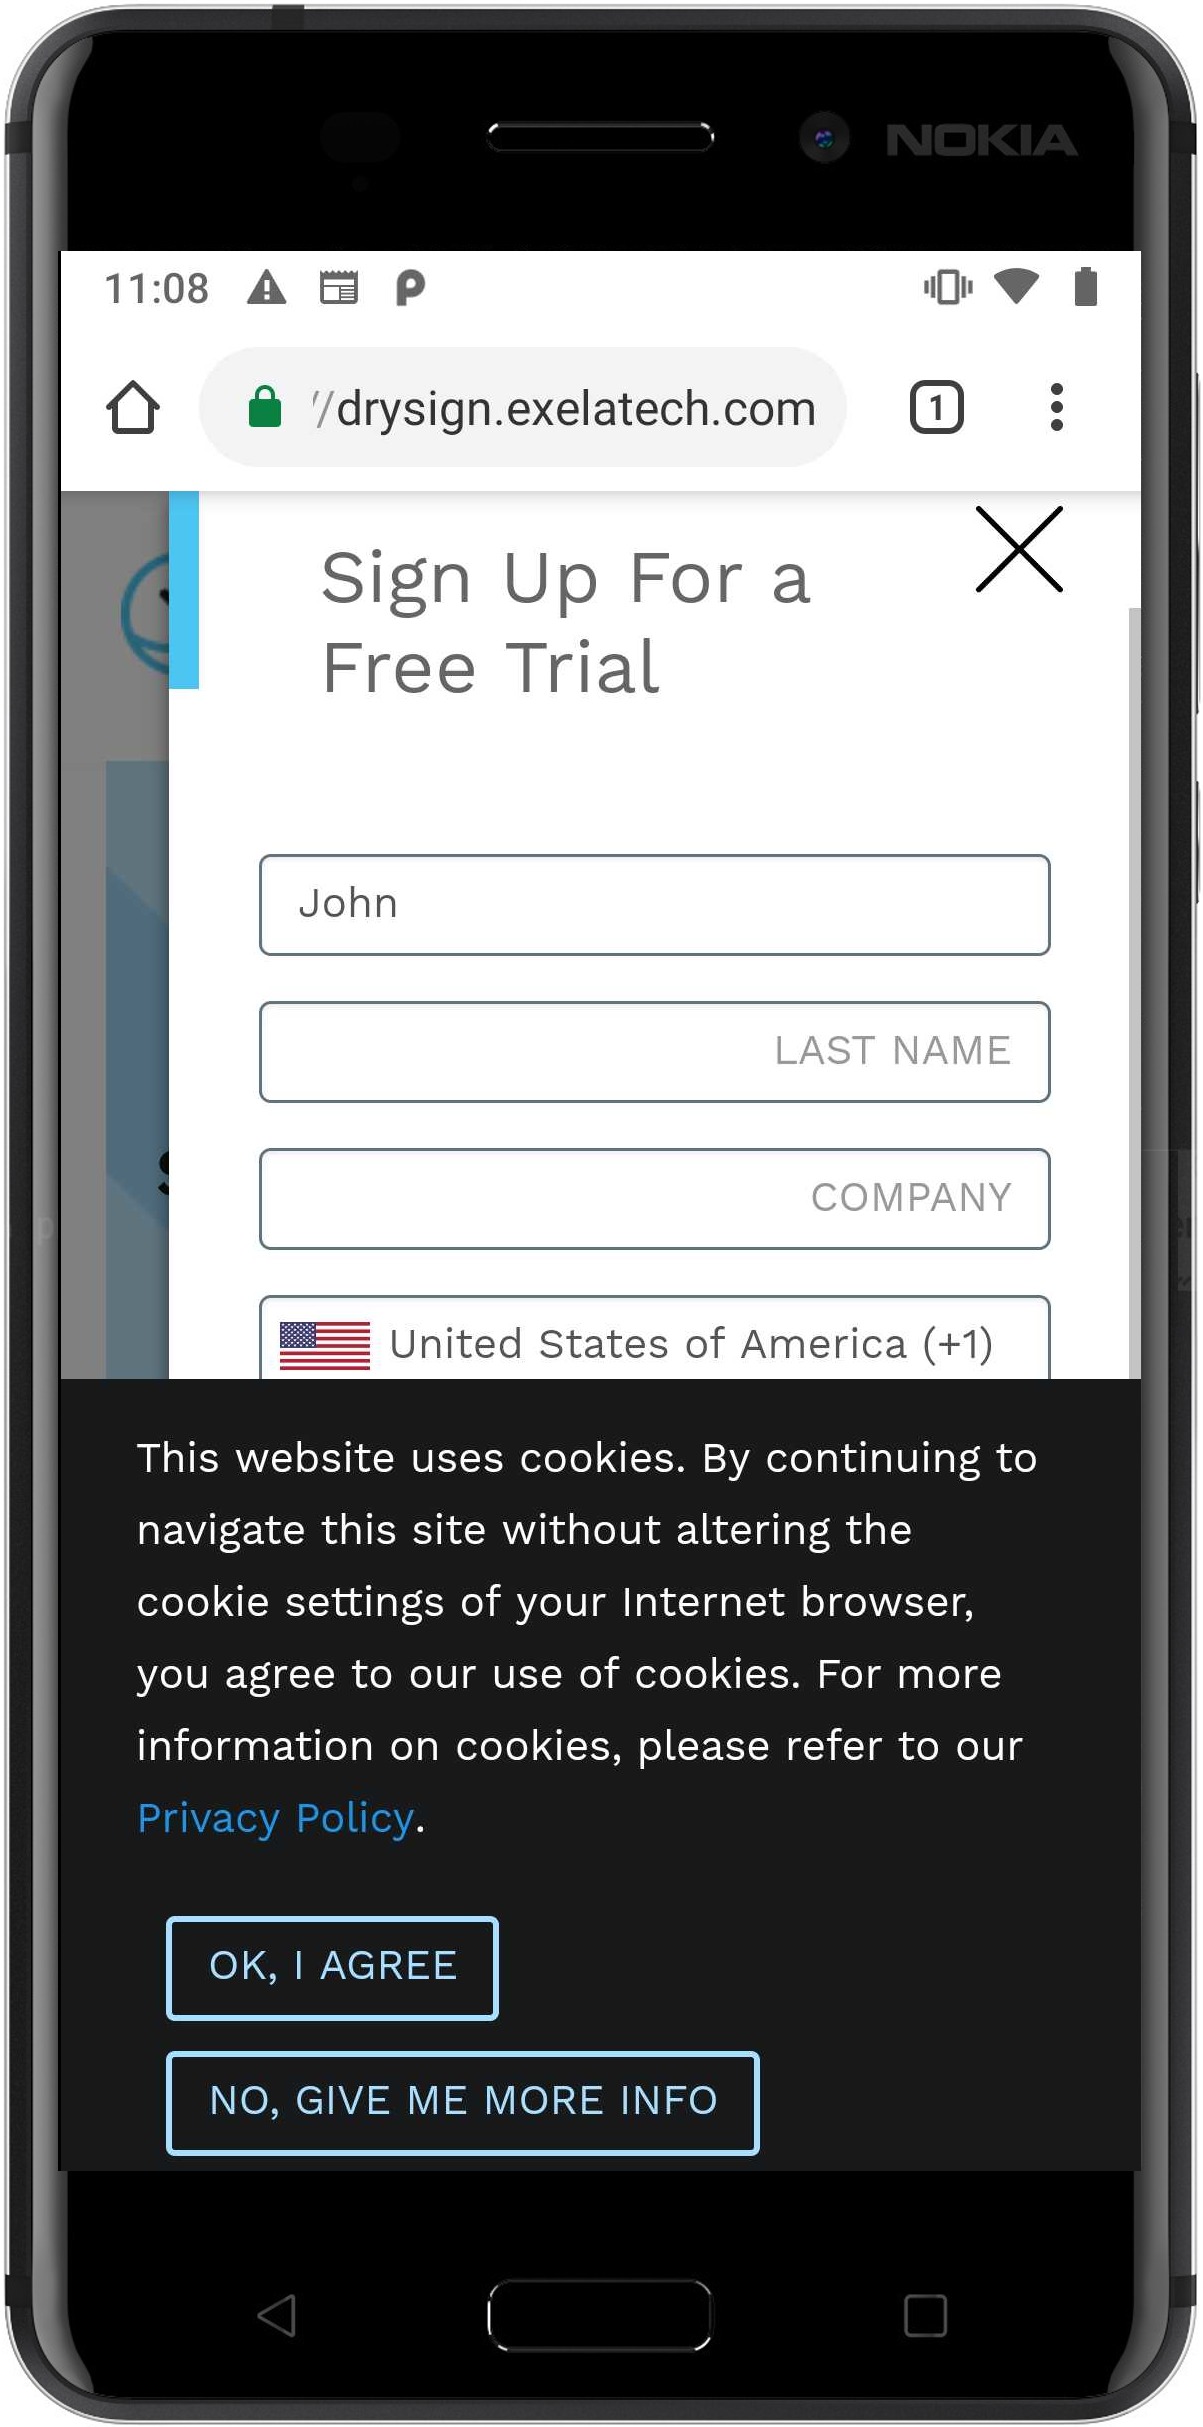 NOKIA
11:08
//drysign.exelatech.com
1
Sign Up For a
Free Trial
John
LAST NAME
COMPANY
United States of America (+1)
This website uses cookies. By continuing to
navigate this site without altering the
cookie settings of your Internet browser,
you agree to our use of cookies. For more
information on cookies, please refer to our
Privacy Policy.
OK, I AGREE
NO, GIVE ME MORE INFO